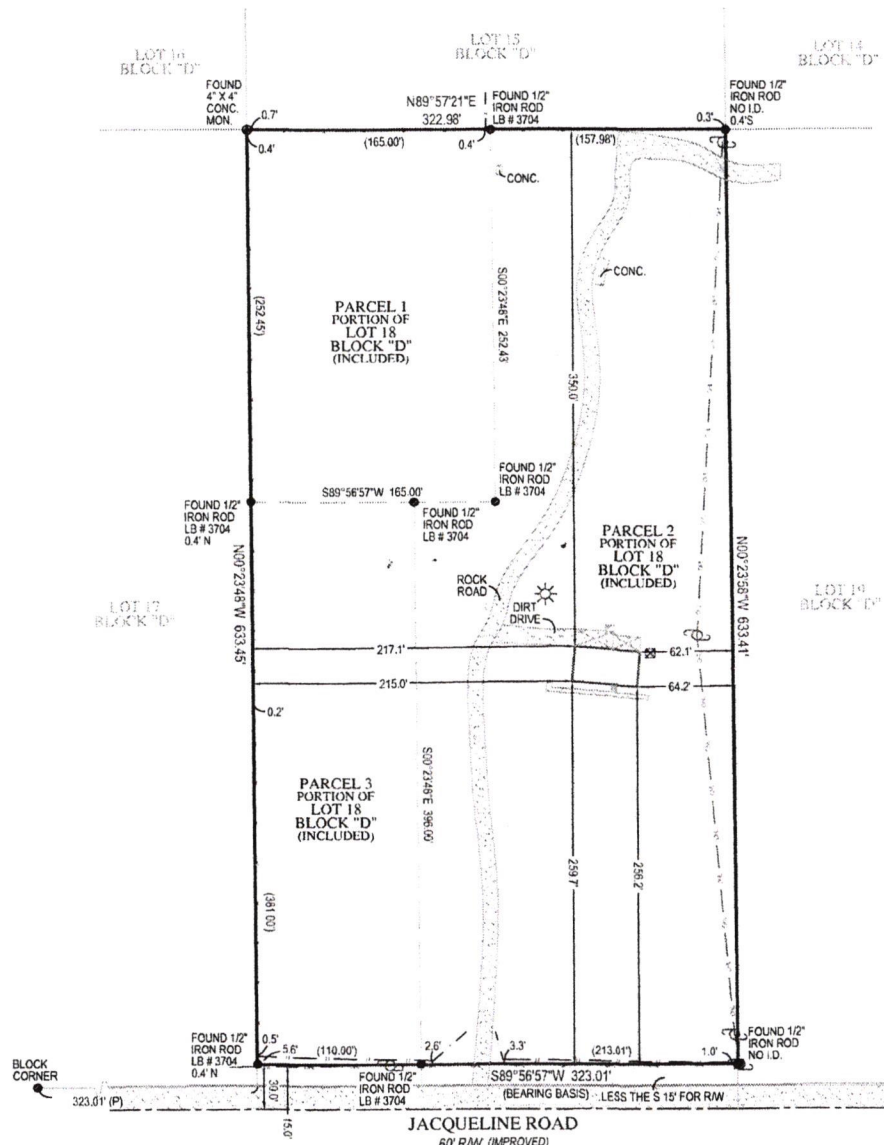 LOT 16
BLOCK "D"
LOT 15
BLOCK "D"
LOT 14
BLOCK "D"
FOUND
4" X 4"
CONC.
MON.
0.7'
0.4'
N89°57'21"E
322.98'
FOUND 1/2"
IRON ROD
LB # 3704
(165.00')
0.4'
(157.98')
0.3'
FOUND 1/2"
IRON ROD
NO I.D.
0.4'S
CONC.
CONC.
(252.45')
PARCEL 1
PORTION OF
LOT 18
BLOCK "D"
(INCLUDED)
S00°23'48"E 252.43'
350.0'
S89°56'57"W 165.00'
FOUND 1/2"
IRON ROD
LB # 3704
FOUND 1/2"
IRON ROD
LB # 3704
0.4' N
FOUND 1/2"
IRON ROD
LB # 3704
PARCEL 2
PORTION OF
LOT 18
BLOCK "D"
(INCLUDED)
N00°23'48"W 633.45'
N00°23'58"W 633.41'
LOT 17
BLOCK "D"
LOT 19
BLOCK "D"
ROCK
ROAD
DIRT
DRIVE
217.1'
62.1'
215.0'
64.2'
0.2'
PARCEL 3
PORTION OF
LOT 18
BLOCK "D"
(INCLUDED)
S00°23'48"E 396.00'
259.7'
256.2'
(381.00')
FOUND 1/2"
IRON ROD
LB # 3704
0.4' N
0.5'
5.6'
(110.00')
2.6'
3.3'
(213.01')
1.0'
FOUND 1/2"
IRON ROD
NO I.D.
BLOCK
CORNER
323.01' (P)
30.0'
15.0'
FOUND 1/2"
IRON ROD
LB # 3704
S89°56'57"W 323.01'
(BEARING BASIS)
LESS THE S 15' FOR R/W
JACQUELINE ROAD
60' R/W (IMPROVED)